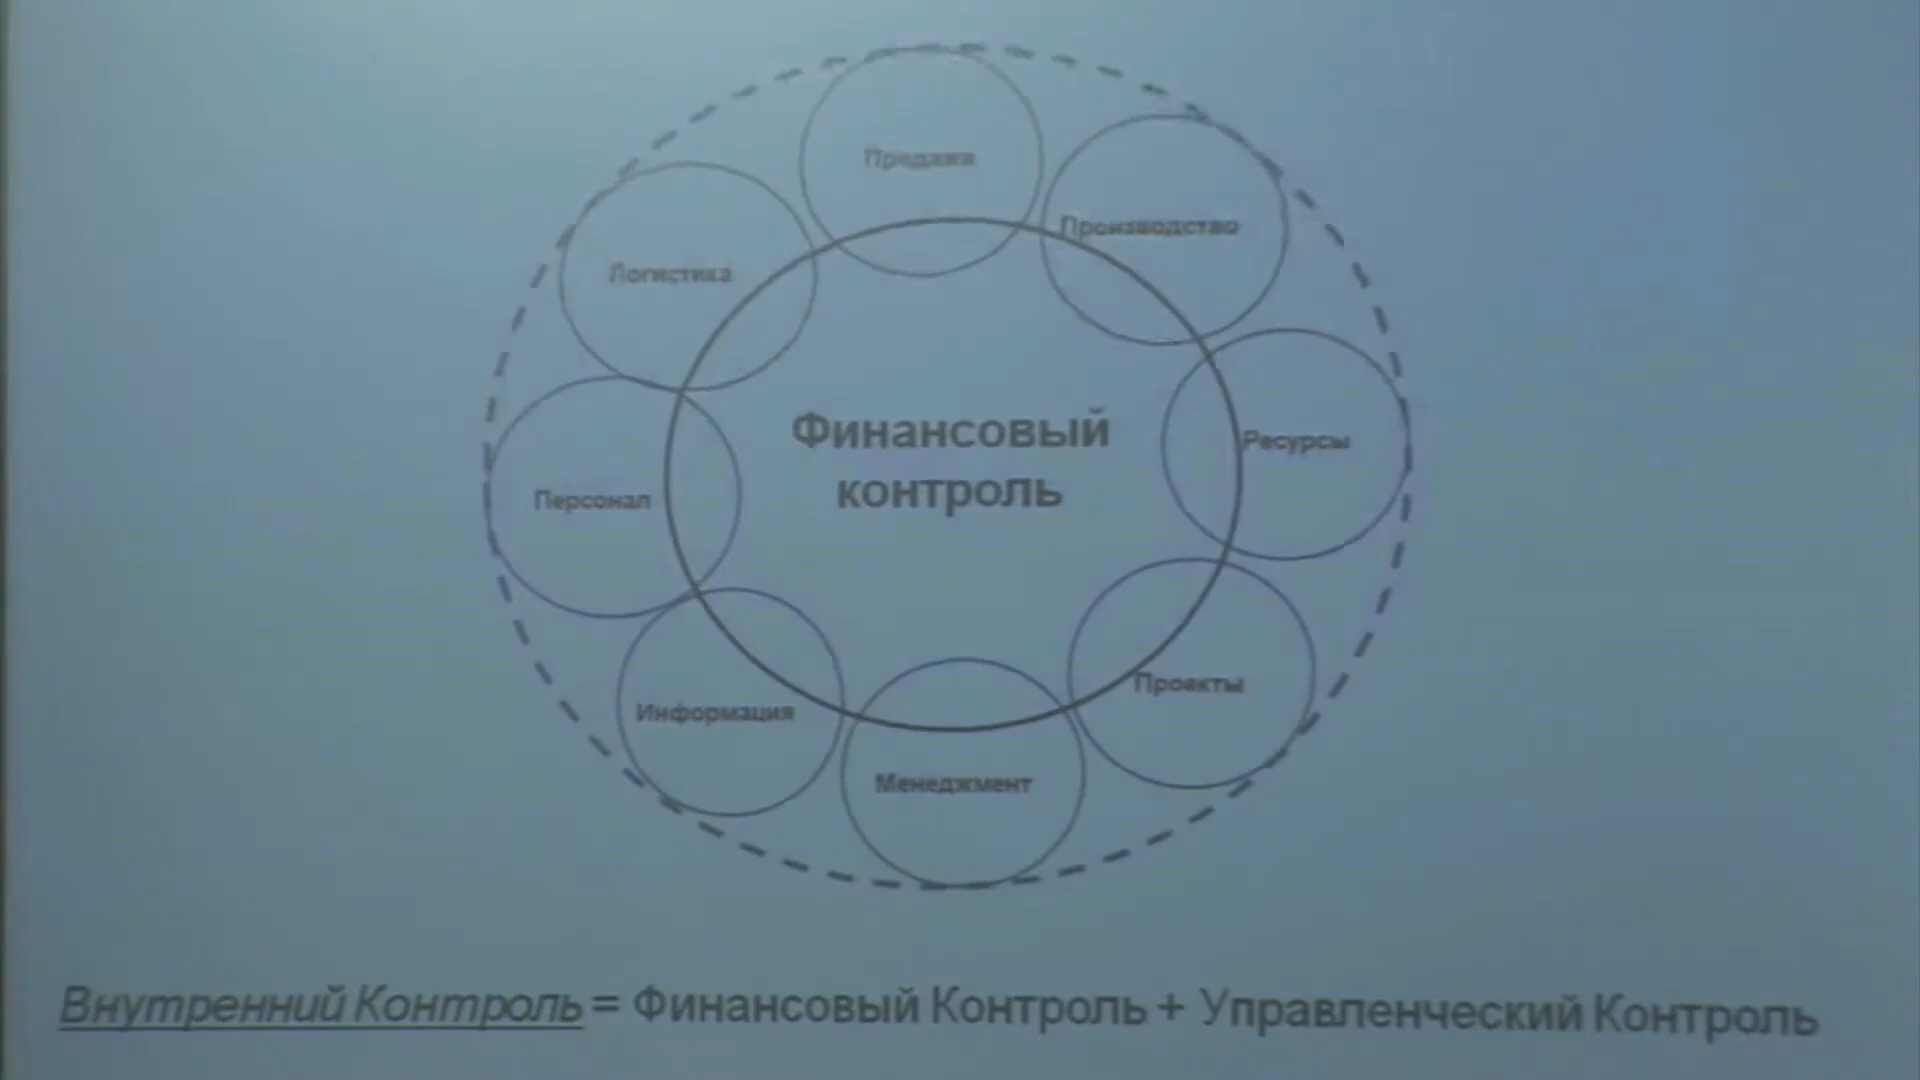 Продажи
Производство
Логистика
Финансовый
контроль
Ресурсы
Персонал
Проекты
Информация
Менеджмент
Внутренний Контроль = Финансовый Контроль + Управленческий Контроль